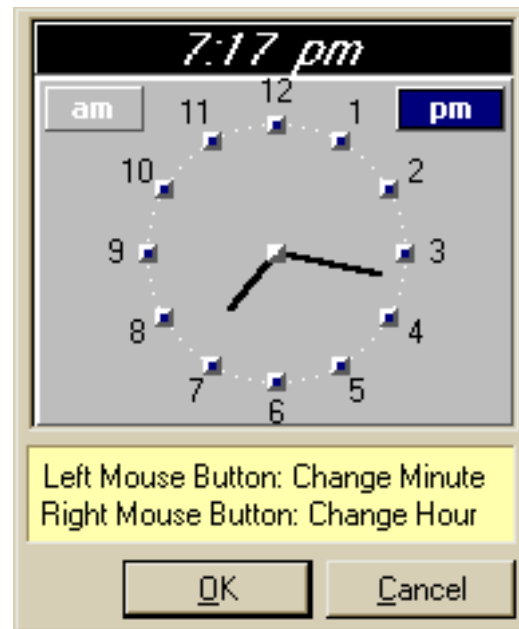 7:17 pm
am
pm
12
11
1
10
2
9
3
8
4
7
5
6
Left Mouse Button: Change Minute
Right Mouse Button: Change Hour
OK
Cancel